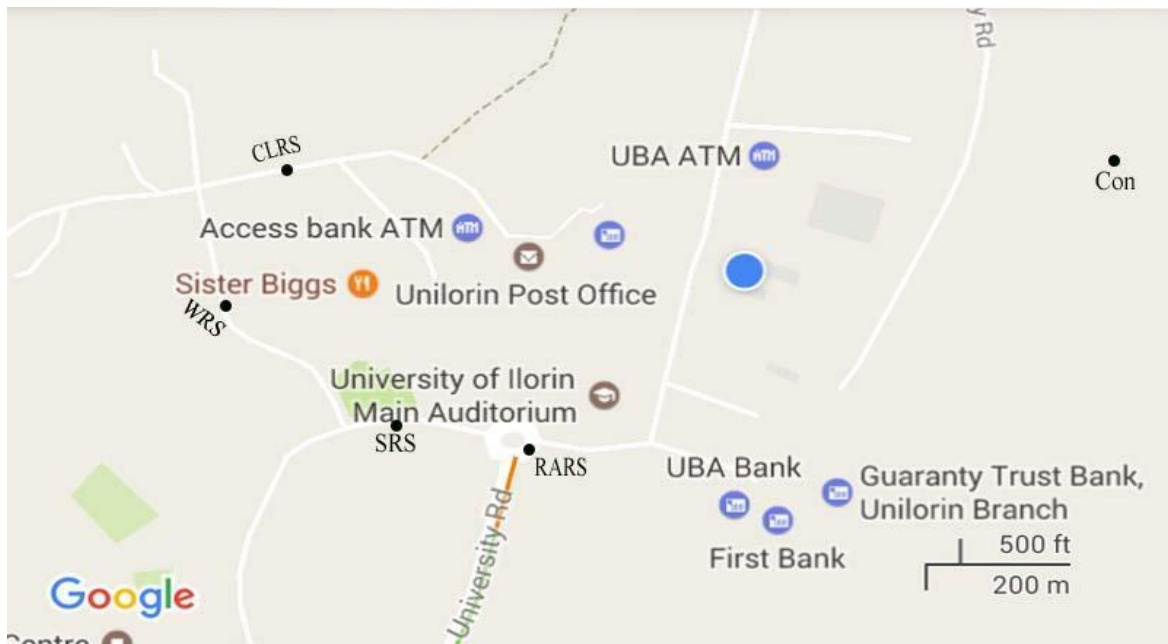 y Rd
CLRS
UBA ATM
Con
Access bank ATM
Sister Biggs
Unilorin Post Office
WRS
University of Ilorin
Main Auditorium
SRS
RARS
UBA Bank
Guaranty Trust Bank,
Unilorin Branch
First Bank
University Rd
500 ft
200 m
Google
Centre